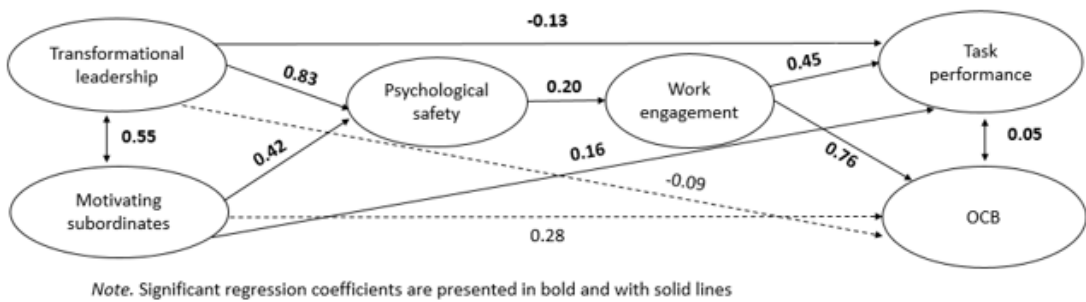 -0.13
Transformational
leadership
Task
performance
0.83
0.45
Psychological
safety
0.20
Work
engagement
0.55
0.42
0.16
0.76
0.05
-0.09
Motivating
subordinates
OCB
0.28
Note. Significant regression coefficients are presented in bold and with solid lines